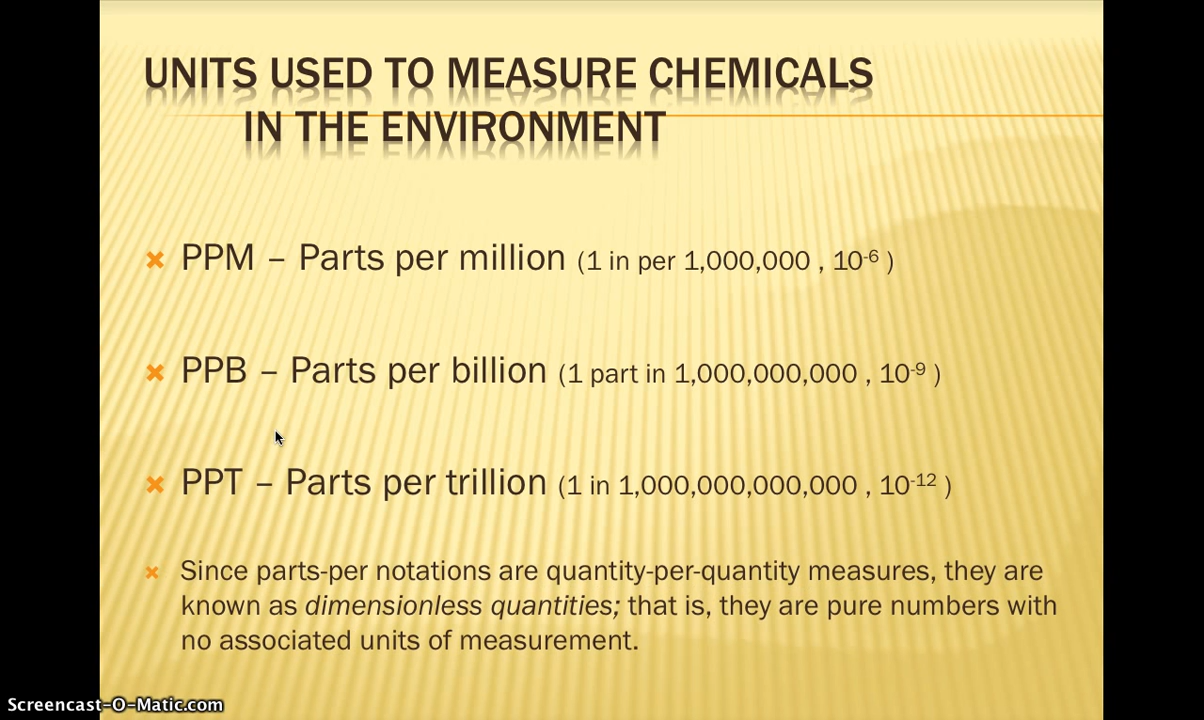 UNITS USED TO MEASURE CHEMICALS
IN THE ENVIRONMENT
PPM – Parts per million (1 in per 1,000,000 , 10⁻⁶ )
PPB – Parts per billion (1 part in 1,000,000,000 , 10⁻⁹ )
PPT – Parts per trillion (1 in 1,000,000,000,000 , 10⁻¹² )
Since parts-per notations are quantity-per-quantity measures, they are
known as dimensionless quantities; that is, they are pure numbers with
no associated units of measurement.
Screencast-O-Matic.com